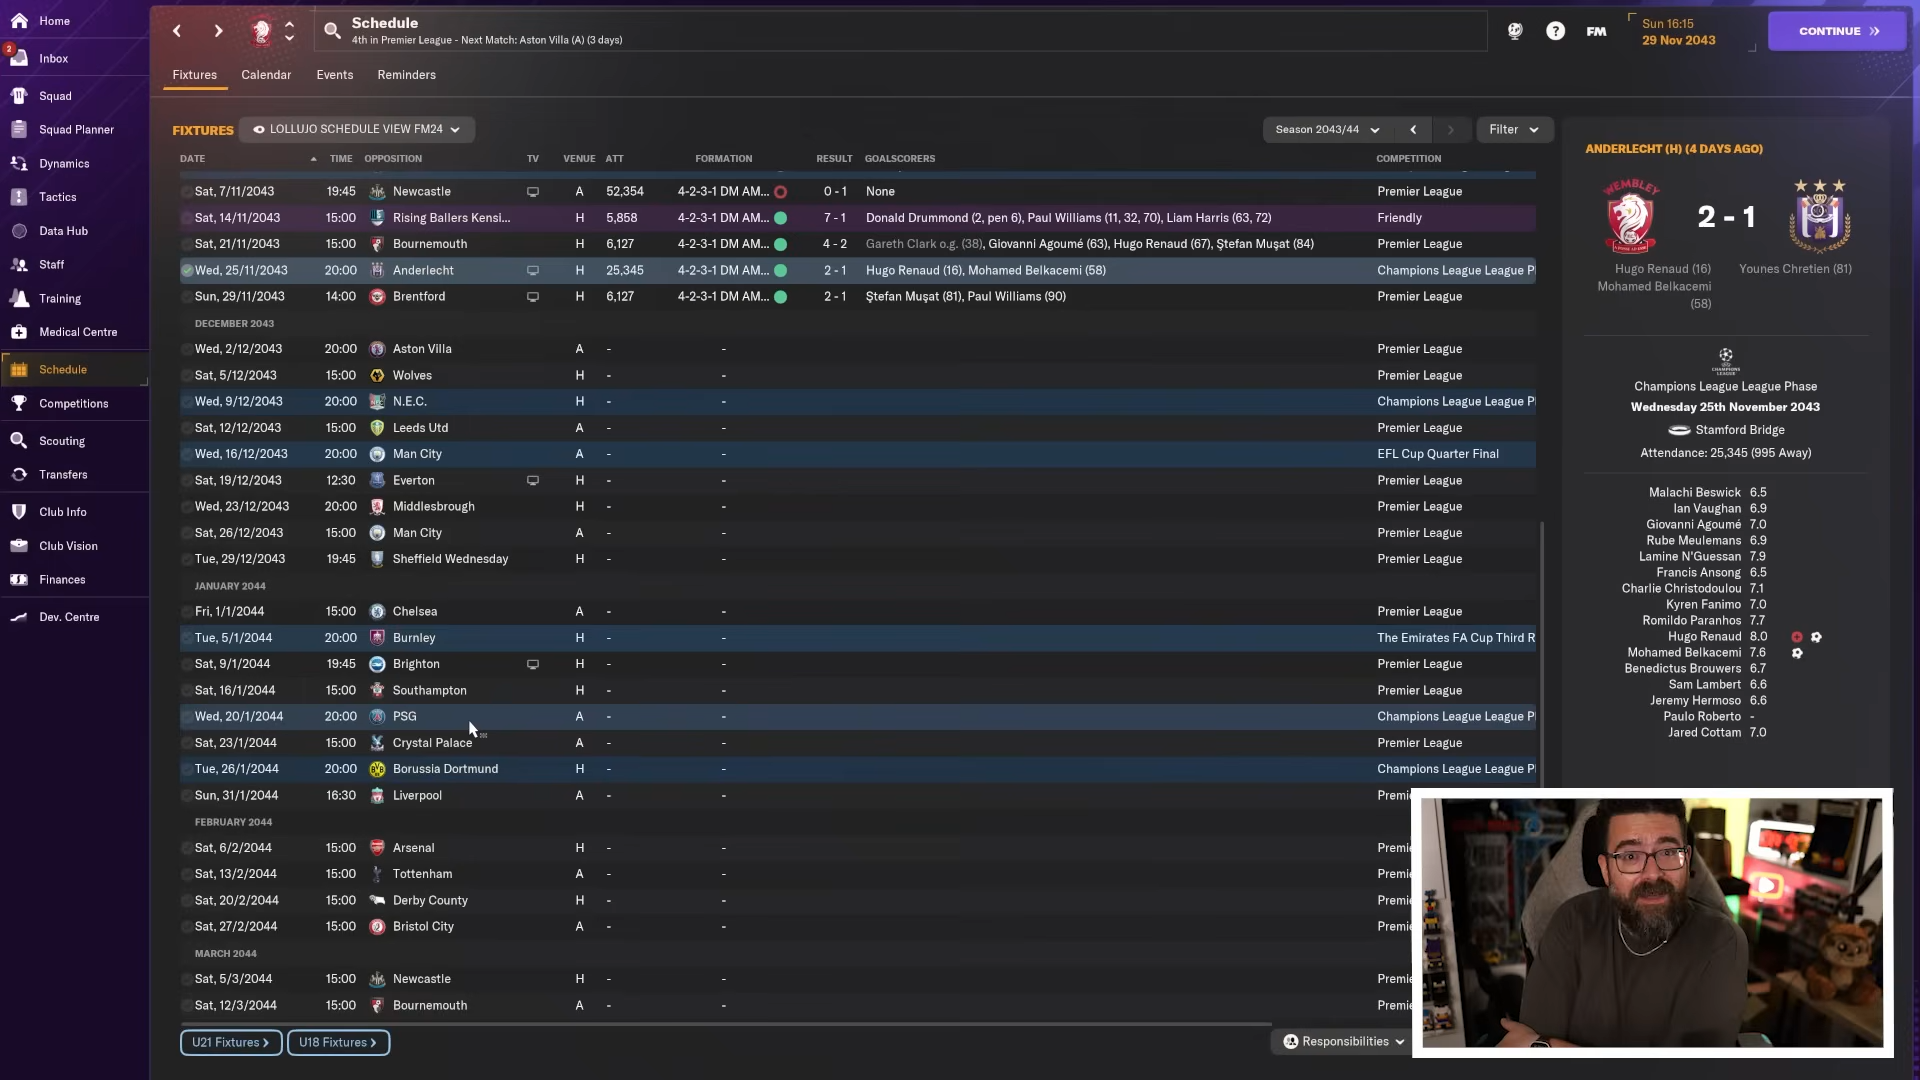 Home
2
Inbox
Squad
Squad Planner
Dynamics
Tactics
Data Hub
Staff
Training
Medical Centre
Schedule
Competitions
Scouting
Transfers
Club Info
Club Vision
Finances
Dev. Centre
Schedule
4th in Premier League - Next Match: Aston Villa (A) (3 days)
? FM
Sun 16:15
29 Nov 2043
CONTINUE
Fixtures Calendar Events Reminders
FIXTURES LOLLUJO SCHEDULE VIEW FM24 Season 2043/44 Filter
DATE TIME OPPOSITION TV VENUE ATT FORMATION RESULT GOALSCORERS COMPETITION
Sat, 7/11/2043 19:45 Newcastle A 52,354 4-2-3-1 DM AM... 0 - 1 None Premier League
Sat, 14/11/2043 15:00 Rising Ballers Kensi... H 5,858 4-2-3-1 DM AM... 7 - 1 Donald Drummond (2, pen 6), Paul Williams (11, 32, 70), Liam Harris (63, 72) Friendly
Sat, 21/11/2043 15:00 Bournemouth H 6,127 4-2-3-1 DM AM... 4 - 2 Gareth Clark o.g. (38), Giovanni Agoumé (63), Hugo Renaud (67), Ştefan Muşat (84) Premier League
Wed, 25/11/2043 20:00 Anderlecht H 25,345 4-2-3-1 DM AM... 2 - 1 Hugo Renaud (16), Mohamed Belkacemi (58) Champions League League P
Sun, 29/11/2043 14:00 Brentford H 6,127 4-2-3-1 DM AM... 2 - 1 Ştefan Muşat (81), Paul Williams (90) Premier League
DECEMBER 2043
Wed, 2/12/2043 20:00 Aston Villa A - - Premier League
Sat, 5/12/2043 15:00 Wolves H - - Premier League
Wed, 9/12/2043 20:00 N.E.C. H - - Champions League League P
Sat, 12/12/2043 15:00 Leeds Utd A - - Premier League
Wed, 16/12/2043 20:00 Man City A - - EFL Cup Quarter Final
Sat, 19/12/2043 12:30 Everton H - - Premier League
Wed, 23/12/2043 20:00 Middlesbrough H - - Premier League
Sat, 26/12/2043 15:00 Man City A - - Premier League
Tue, 29/12/2043 19:45 Sheffield Wednesday H - - Premier League
JANUARY 2044
Fri, 1/1/2044 15:00 Chelsea A - - Premier League
Tue, 5/1/2044 20:00 Burnley H - - The Emirates FA Cup Third R
Sat, 9/1/2044 19:45 Brighton H - - Premier League
Sat, 16/1/2044 15:00 Southampton H - - Premier League
Wed, 20/1/2044 20:00 PSG A - - Champions League League P
Sat, 23/1/2044 15:00 Crystal Palace A - - Premier League
Tue, 26/1/2044 20:00 Borussia Dortmund H - - Champions League League P
Sun, 31/1/2044 16:30 Liverpool A - - Premi
FEBRUARY 2044
Sat, 6/2/2044 15:00 Arsenal H - - Premi
Sat, 13/2/2044 15:00 Tottenham A - - Premi
Sat, 20/2/2044 15:00 Derby County H - - Premi
Sat, 27/2/2044 15:00 Bristol City A - - Premi
MARCH 2044
Sat, 5/3/2044 15:00 Newcastle H - - Premi
Sat, 12/3/2044 15:00 Bournemouth A - - Premi
U21 Fixtures U18 Fixtures Responsibilities
ANDERLECHT (H) (4 DAYS AGO)
WEMBLEY
2 - 1
Hugo Renaud (16) Younes Chretien (81)
Mohamed Belkacemi
(58)
CHAMPIONS
LEAGUE
Champions League League Phase
Wednesday 25th November 2043
Stamford Bridge
Attendance: 25,345 (995 Away)
Malachi Beswick 6.5
Ian Vaughan 6.9
Giovanni Agoumé 7.0
Rube Meulemans 6.9
Lamine N'Guessan 7.9
Francis Ansong 6.5
Charlie Christodoulou 7.1
Kyren Fanimo 7.0
Romildo Paranhos 7.7
Hugo Renaud 8.0
Mohamed Belkacemi 7.6
Benedictus Brouwers 6.7
Sam Lambert 6.6
Jeremy Hermoso 6.6
Paulo Roberto -
Jared Cottam 7.0